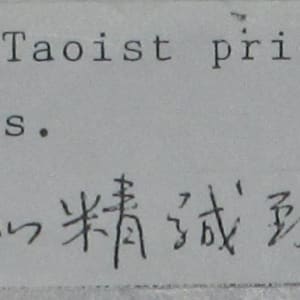 Taoist pri
s.
精誠